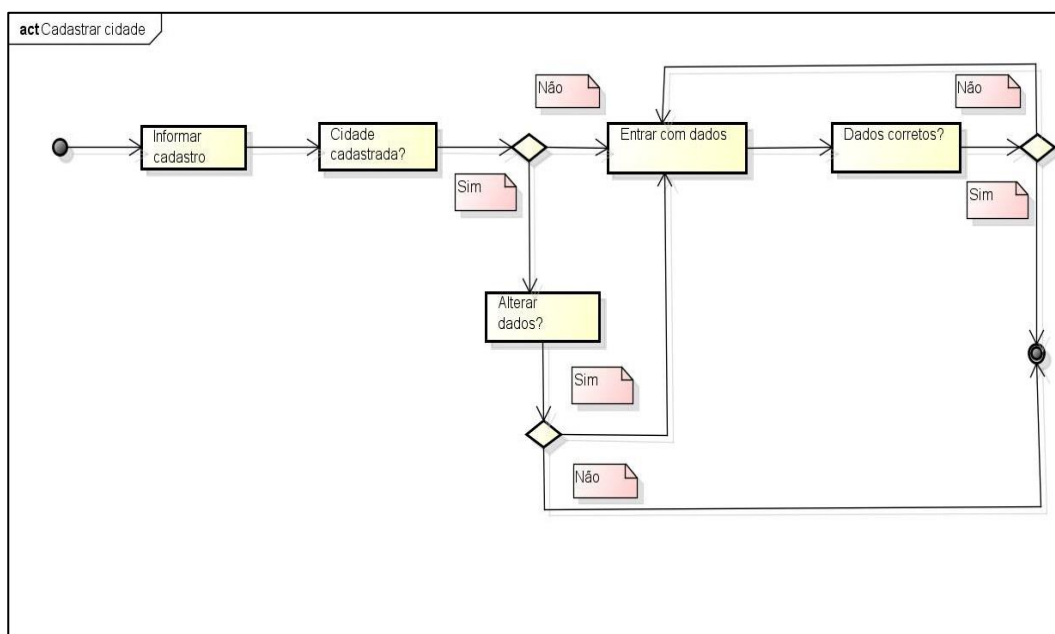 act Cadastrar cidade
Não
Não
Informar
cadastro
Cidade
cadastrada?
Entrar com dados
Dados corretos?
Sim
Sim
Alterar
dados?
Sim
Não